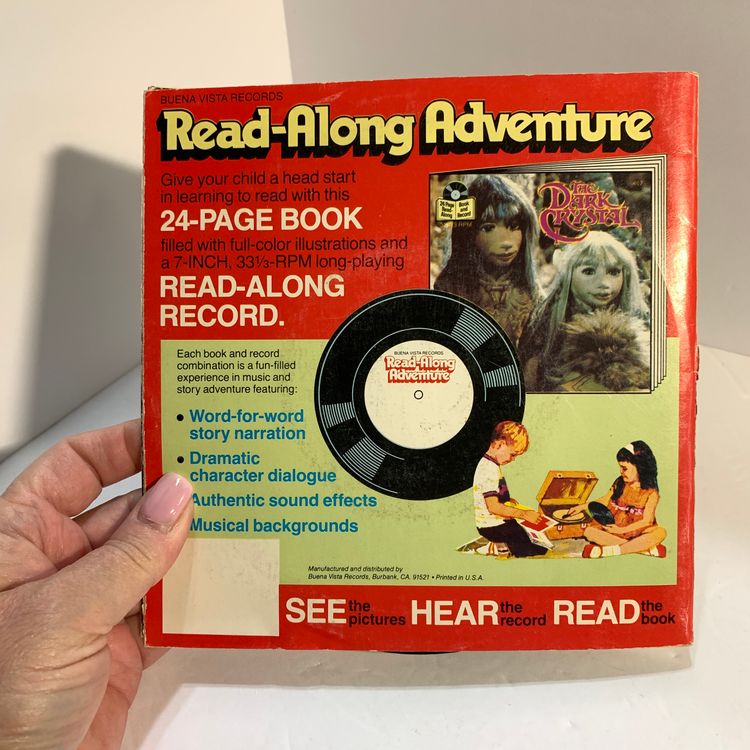 BUENA VISTA RECORDS
Read-Along Adventure
Give your child a head start
in learning to read with this
24-PAGE BOOK
filled with full-color illustrations and
a 7-INCH, 33⅓-RPM long-playing
READ-ALONG
RECORD.
24 Page
Read-
Along
Book
and
Record
THE
DARK
CRYSTAL
Each book and record
combination is a fun-filled
experience in music and
story adventure featuring:
• Word-for-word
story narration
• Dramatic
character dialogue
Authentic sound effects
Musical backgrounds
BUENA VISTA RECORDS
Read-Along
Adventure
Manufactured and distributed by
Buena Vista Records, Burbank, CA. 91521 • Printed in U.S.A.
SEE the pictures HEAR the record READ the book